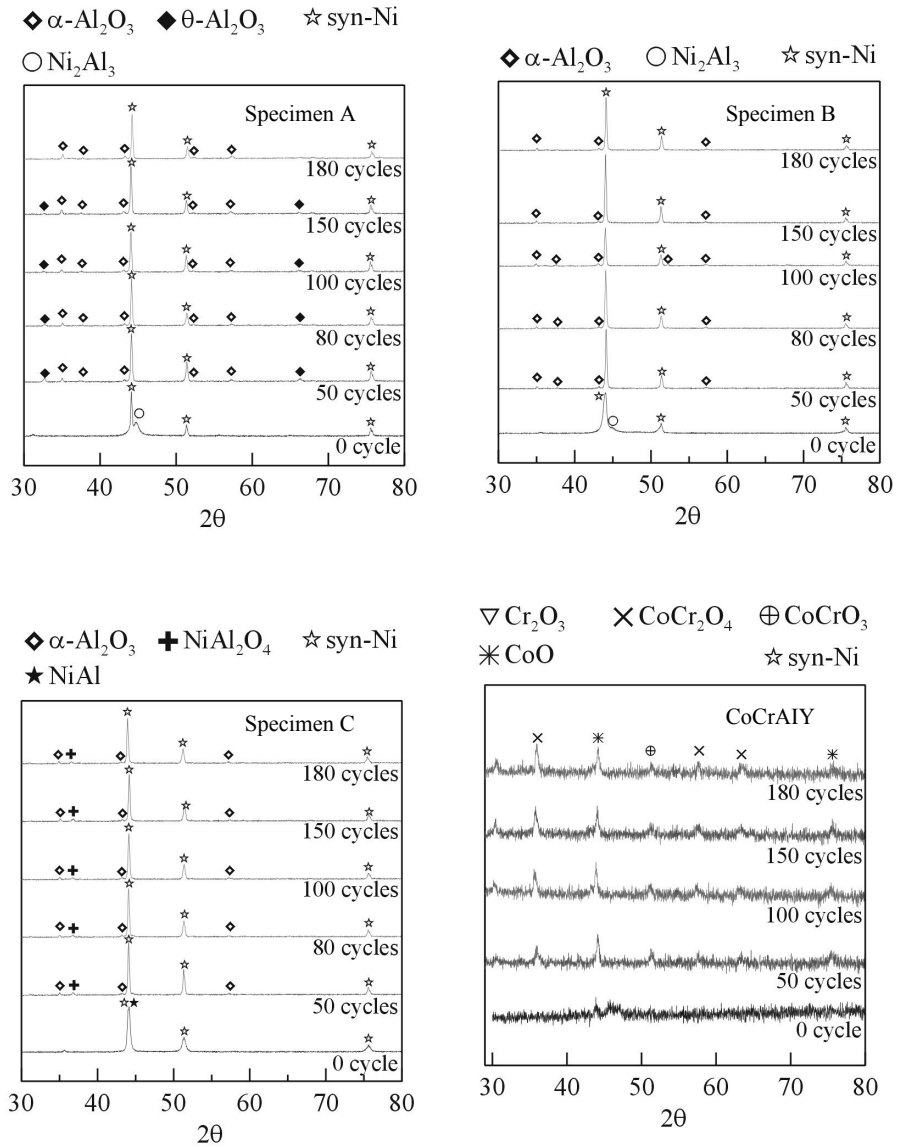 α-Al₂O₃ θ-Al₂O₃ syn-Ni
Ni₂Al₃
Specimen A
180 cycles
150 cycles
100 cycles
80 cycles
50 cycles
0 cycle
30 40 50 60 70 80
2θ
α-Al₂O₃ Ni₂Al₃ syn-Ni
Specimen B
180 cycles
150 cycles
100 cycles
80 cycles
50 cycles
0 cycle
30 40 50 60 70 80
2θ
α-Al₂O₃ NiAl₂O₄ syn-Ni
NiAl
Specimen C
180 cycles
150 cycles
100 cycles
80 cycles
50 cycles
0 cycle
30 40 50 60 70 80
2θ
Cr₂O₃ CoCr₂O₄ CoCrO₃
CoO syn-Ni
CoCrAIY
180 cycles
150 cycles
100 cycles
50 cycles
0 cycle
30 40 50 60 70 80
2θ